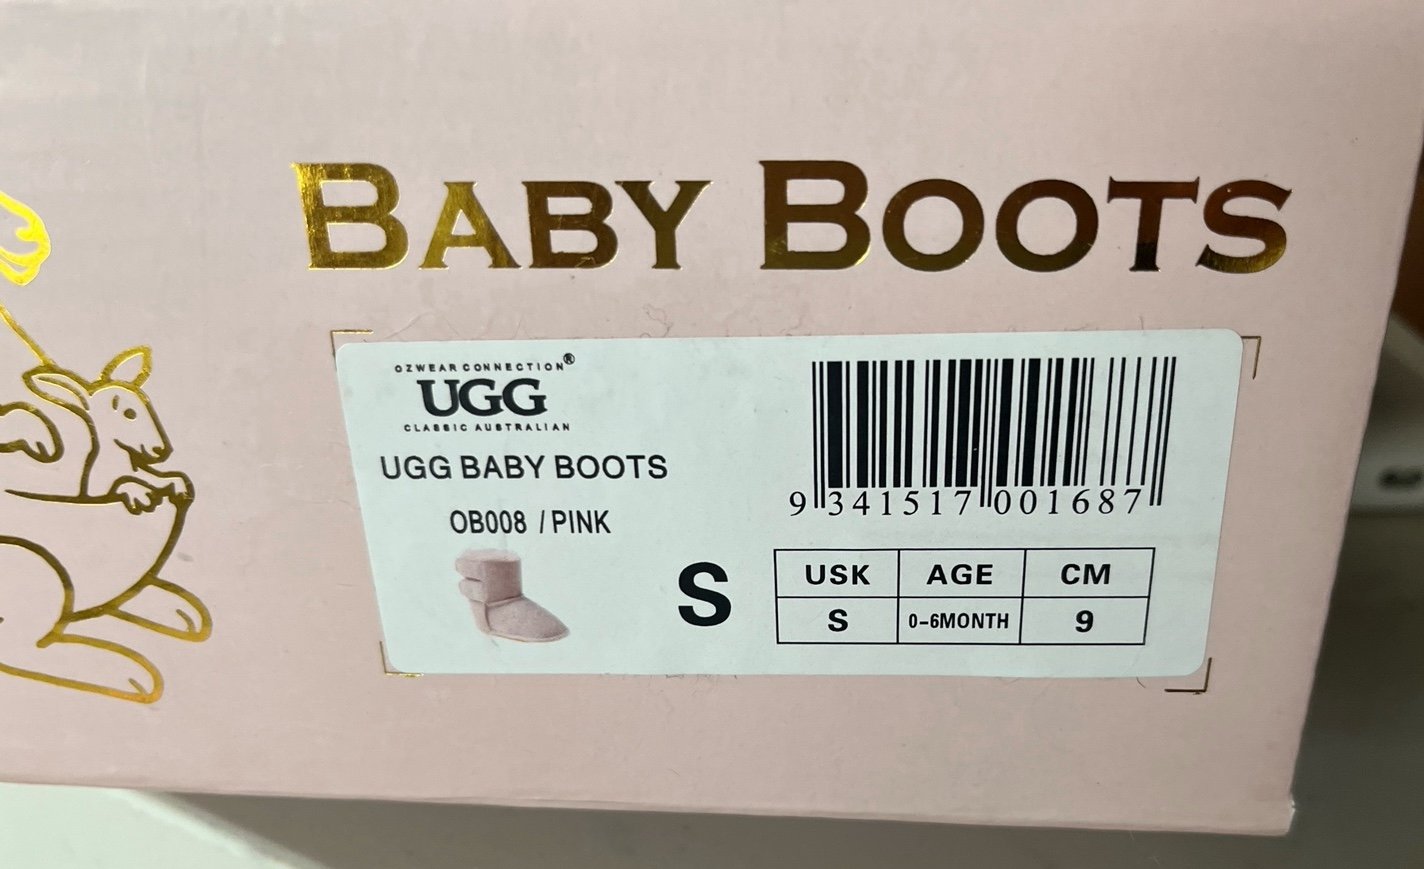 BABY BOOTS
OZWEAR CONNECTION®
UGG
CLASSIC AUSTRALIAN
UGG BABY BOOTS
OB008 / PINK
9 341517 001687
S
USK AGE CM
S 0-6MONTH 9